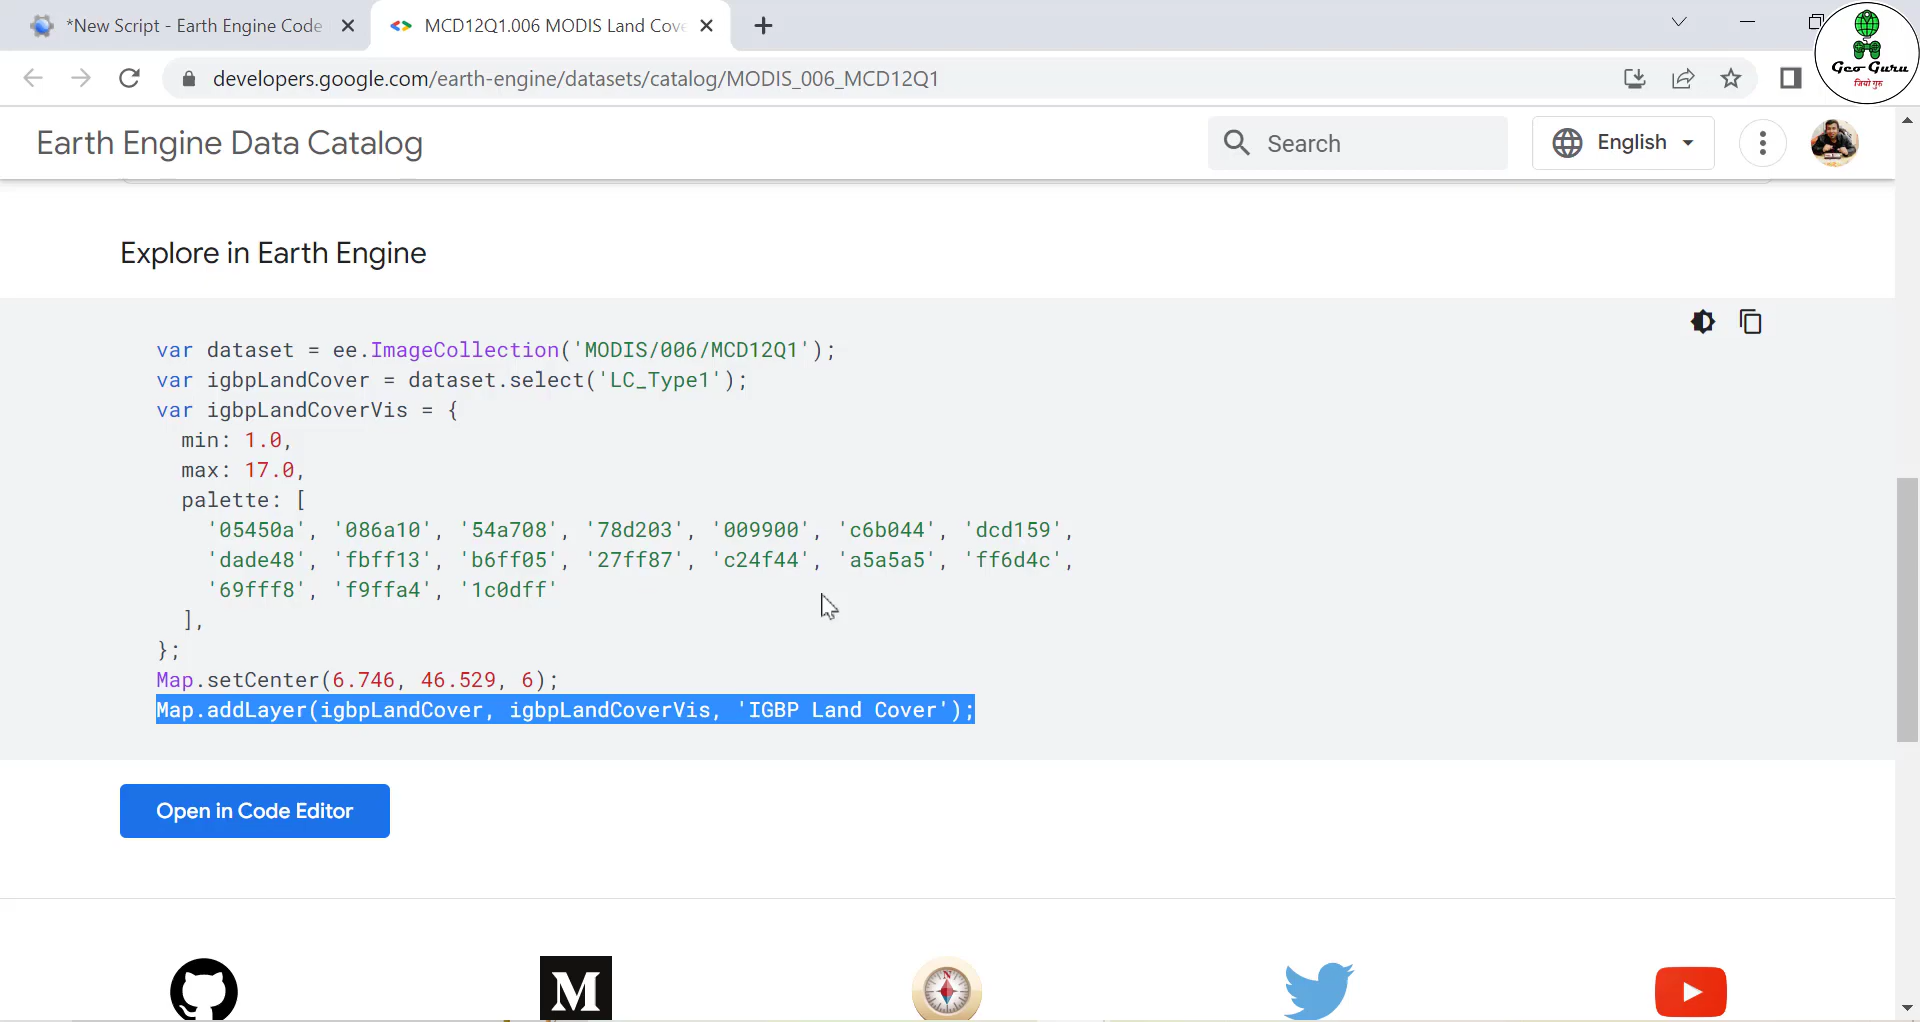 *New Script - Earth Engine Code
MCD12Q1.006 MODIS Land Cove
developers.google.com/earth-engine/datasets/catalog/MODIS_006_MCD12Q1
Geo Guru
जियो गुरु
Earth Engine Data Catalog
Search
English
Explore in Earth Engine
var dataset = ee.ImageCollection('MODIS/006/MCD12Q1');
var igbpLandCover = dataset.select('LC_Type1');
var igbpLandCoverVis = {
min: 1.0,
max: 17.0,
palette: [
'05450a', '086a10', '54a708', '78d203', '009900', 'c6b044', 'dcd159',
'dade48', 'fbff13', 'b6ff05', '27ff87', 'c24f44', 'a5a5a5', 'ff6d4c',
'69fff8', 'f9ffa4', '1c0dff'
],
};
Map.setCenter(6.746, 46.529, 6);
Map.addLayer(igbpLandCover, igbpLandCoverVis, 'IGBP Land Cover');
Open in Code Editor
M
N